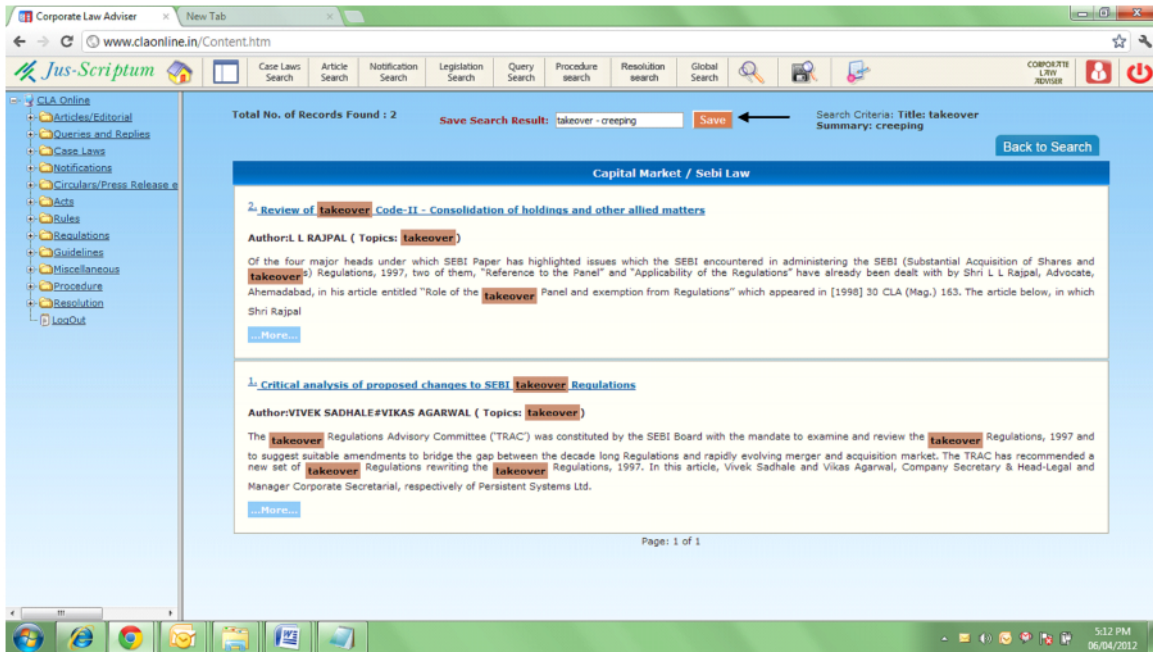 Corporate Law Adviser
New Tab
www.claonline.in/Content.htm
Jus-Scriptum
Case Laws Search
Article Search
Notification Search
Legislation Search
Query Search
Procedure search
Resolution search
Global Search
CORPORATE LAW ADVISER
CLA Online
Articles/Editorial
Queries and Replies
Case Laws
Notifications
Circulars/Press Release e
Acts
Rules
Regulations
Guidelines
Miscellaneous
Procedure
Resolution
LogOut
Total No. of Records Found : 2
Save Search Result: takeover - creeping Save
Search Criteria: Title: takeover
Summary: creeping
Back to Search
Capital Market / Sebi Law
2. Review of takeover Code-II - Consolidation of holdings and other allied matters
Author:L L RAJPAL ( Topics: takeover )
Of the four major heads under which SEBI Paper has highlighted issues which the SEBI encountered in administering the SEBI (Substantial Acquisition of Shares and
takeovers) Regulations, 1997, two of them, "Reference to the Panel" and "Applicability of the Regulations" have already been dealt with by Shri L L Rajpal, Advocate,
Ahemadabad, in his article entitled "Role of the takeover Panel and exemption from Regulations" which appeared in [1998] 30 CLA (Mag.) 163. The article below, in which
Shri Rajpal
...More...
1. Critical analysis of proposed changes to SEBI takeover Regulations
Author:VIVEK SADHALE#VIKAS AGARWAL ( Topics: takeover )
The takeover Regulations Advisory Committee ('TRAC') was constituted by the SEBI Board with the mandate to examine and review the takeover Regulations, 1997 and
to suggest suitable amendments to bridge the gap between the decade long Regulations and rapidly evolving merger and acquisition market. The TRAC has recommended a
new set of takeover Regulations rewriting the takeover Regulations, 1997. In this article, Vivek Sadhale and Vikas Agarwal, Company Secretary & Head-Legal and
Manager Corporate Secretarial, respectively of Persistent Systems Ltd.
...More...
Page: 1 of 1
5:12 PM
06/04/2012